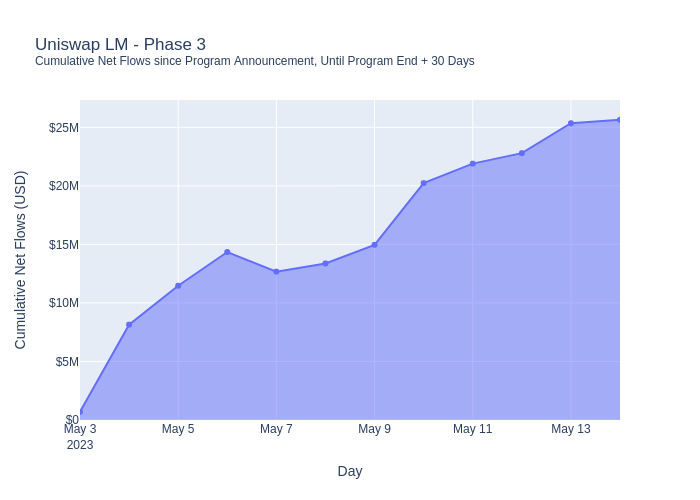 Uniswap LM - Phase 3
Cumulative Net Flows since Program Announcement, Until Program End + 30 Days
Cumulative Net Flows (USD)
$25M
$20M
$15M
$10M
$5M
$0
May 3 May 5 May 7 May 9 May 11 May 13
2023
Day